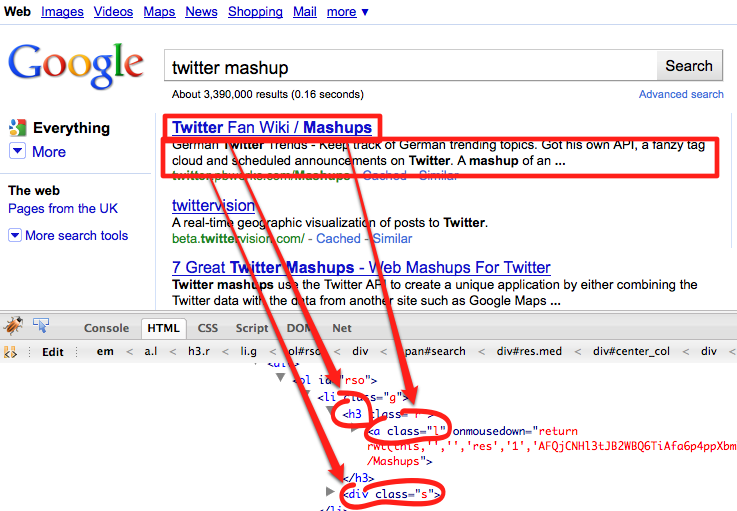 Web Images Videos Maps News Shopping Mail more ▼
Google
twitter mashup
Search
About 3,390,000 results (0.16 seconds)
Advanced search
Everything
More
The web
Pages from the UK
More search tools
Twitter Fan Wiki / Mashups
German Twitter Trends - Keep track of German trending topics. Got his own API, a fanzy tag
cloud and scheduled announcements on Twitter. A mashup of an ...
twitter.pbworks.com/Mashups - Cached - Similar
twittervision
A real-time geographic visualization of posts to Twitter.
beta.twittervision.com/ - Cached - Similar
7 Great Twitter Mashups - Web Mashups For Twitter
Twitter mashups use the Twitter API to create a unique application by either combining the
Twitter data with the data from another site such as Google Maps ...
Console HTML CSS Script DOM Net
Edit em < a.l < h3.r < li.g < ol#rso < div < span#search < div#res.med < div#center_col < div
<ol id="rso">
<li class="g">
<h3 class="r">
<a class="l" onmousedown="return
rwt(this,'','','res','1','AFQjCNHl3tJB2WBQ6TiAfa6p4ppXbm
/Mashups">
</h3>
<div class="s">
</li>